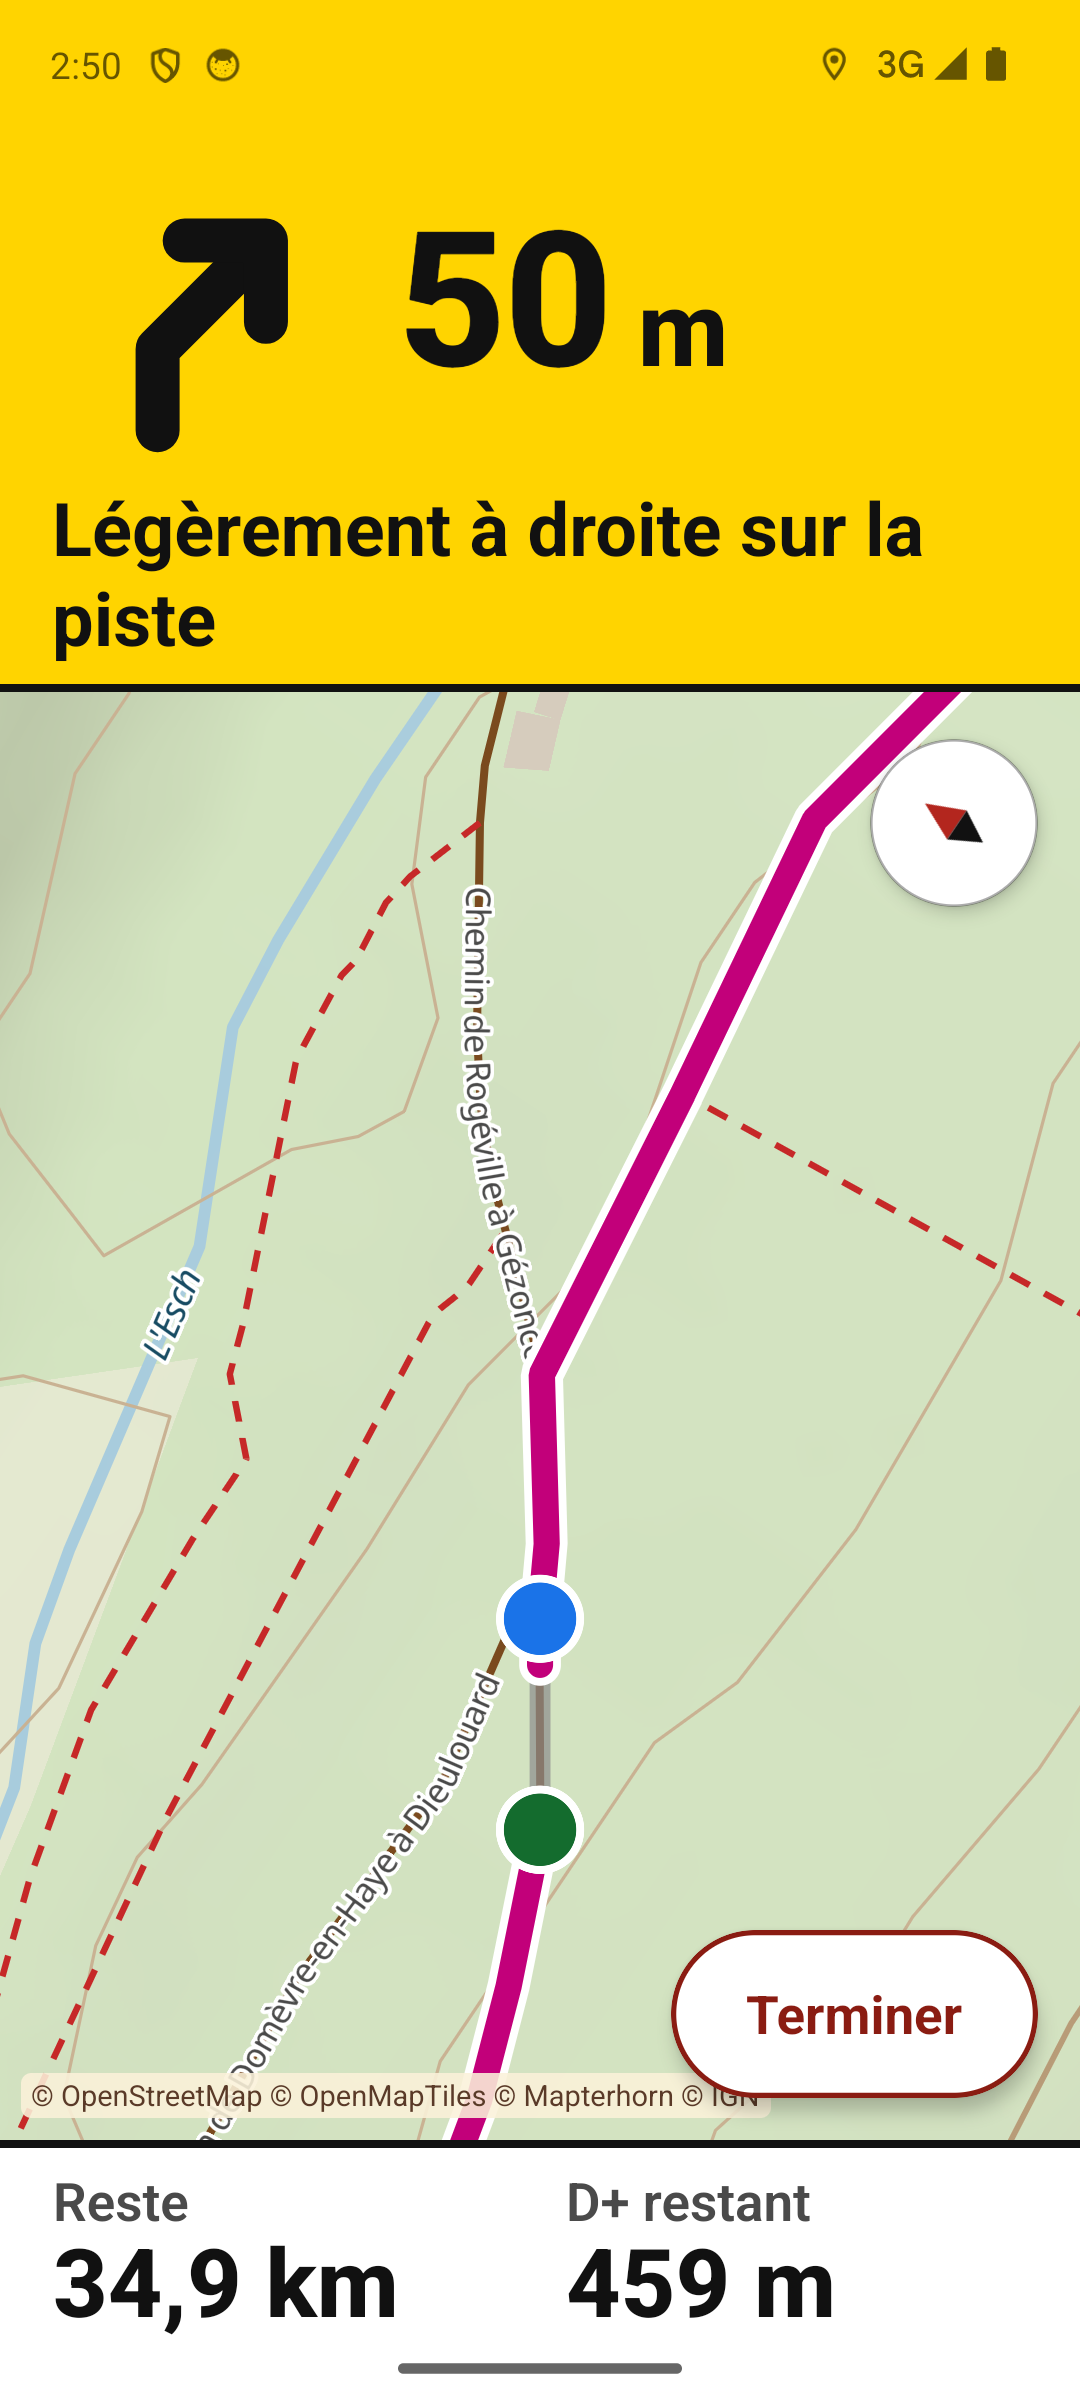 2:50
3G
50 m
Légèrement à droite sur la
piste
Chemin de Rogéville à Gézonc
L'Esch
Domèvre-en-Haye à Dieulouard
© OpenStreetMap © OpenMapTiles © Mapterhorn © IGN
Terminer
Reste
34,9 km
D+ restant
459 m